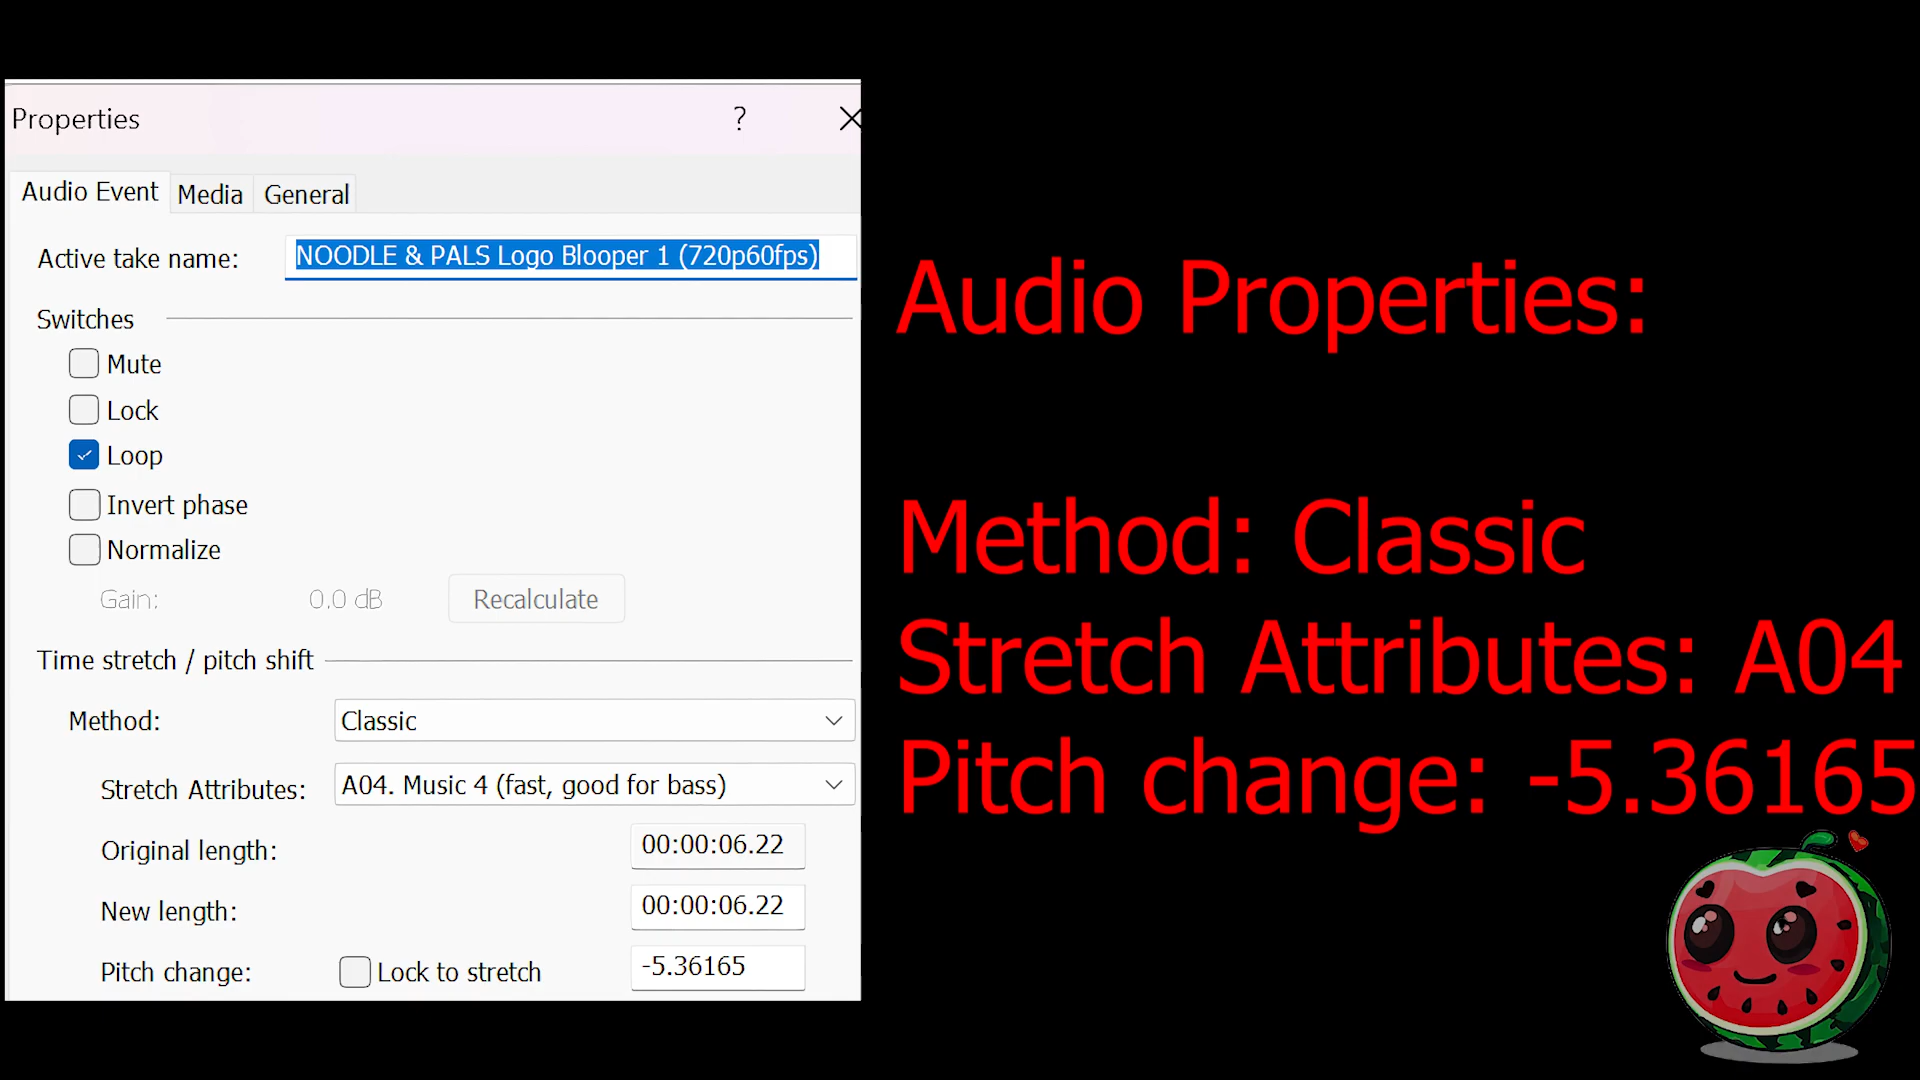 Properties
?
Audio Event
Media
General
Active take name:
NOODLE & PALS Logo Blooper 1 (720p60fps)
Switches
Mute
Lock
Loop
Invert phase
Normalize
Gain:
0.0 dB
Recalculate
Time stretch / pitch shift
Method:
Classic
Stretch Attributes:
A04. Music 4 (fast, good for bass)
Original length:
00:00:06.22
New length:
00:00:06.22
Pitch change:
Lock to stretch
-5.36165
Audio Properties:
Method: Classic
Stretch Attributes: A04
Pitch change: -5.36165